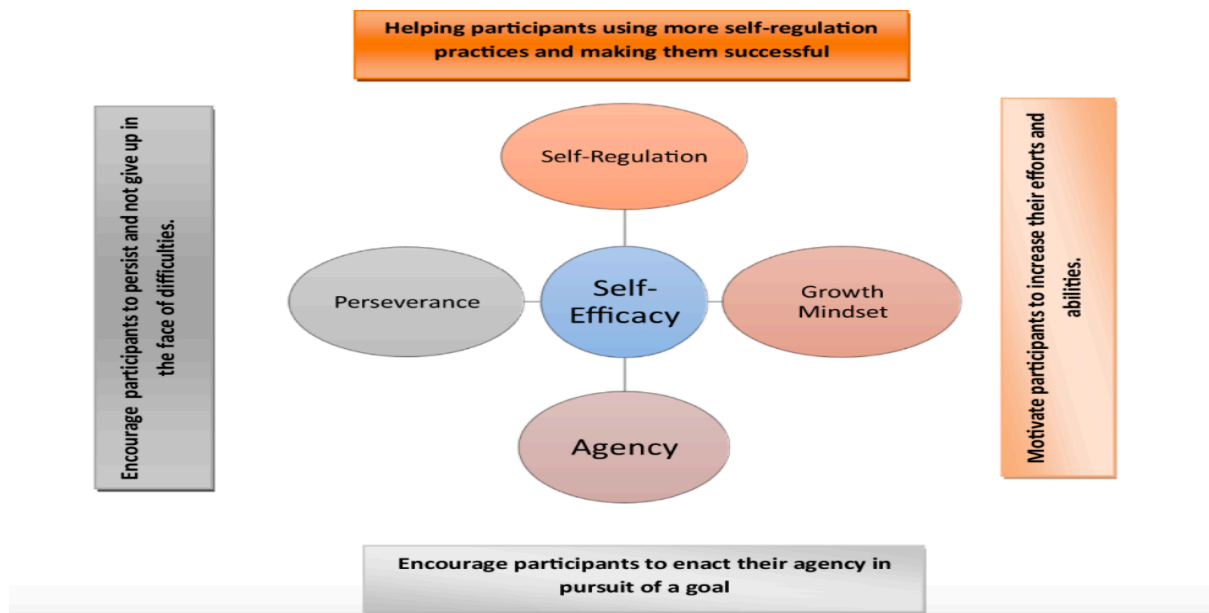 Helping participants using more self-regulation
practices and making them successful
Encourage participants to persist and not give up in
the face of difficulties.
Self-Regulation
Perseverance
Self-
Efficacy
Growth
Mindset
Agency
Motivate participants to increase their efforts and
abilities.
Encourage participants to enact their agency in
pursuit of a goal